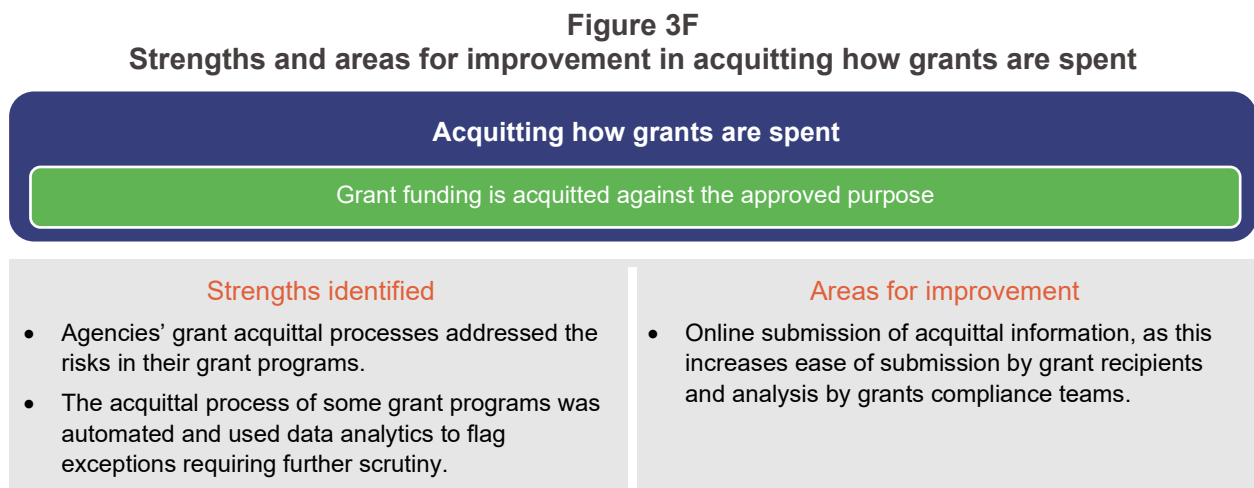 Figure 3F
Strengths and areas for improvement in acquitting how grants are spent
Acquitting how grants are spent
Grant funding is acquitted against the approved purpose
Strengths identified
• Agencies’ grant acquittal processes addressed the
risks in their grant programs.
• The acquittal process of some grant programs was
automated and used data analytics to flag
exceptions requiring further scrutiny.
Areas for improvement
• Online submission of acquittal information, as this
increases ease of submission by grant recipients
and analysis by grants compliance teams.